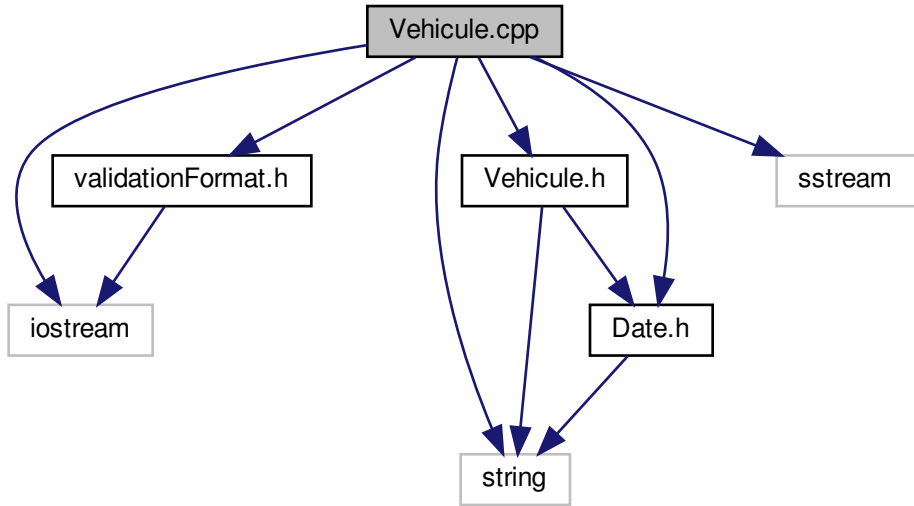 Vehicule.cpp
validationFormat.h
Vehicule.h
sstream
iostream
Date.h
string